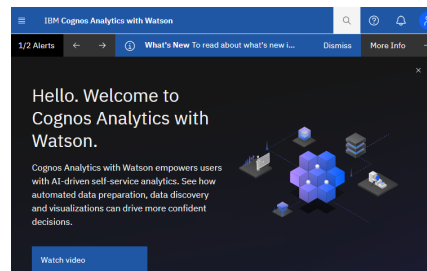 IBM Cognos Analytics with Watson
1/2 Alerts ← → What's New To read about what's new i... Dismiss More Info
Hello. Welcome to
Cognos Analytics with
Watson.
Cognos Analytics with Watson empowers users
with AI-driven self-service analytics. See how
automated data preparation, data discovery
and visualizations can drive more confident
decisions.
Watch video